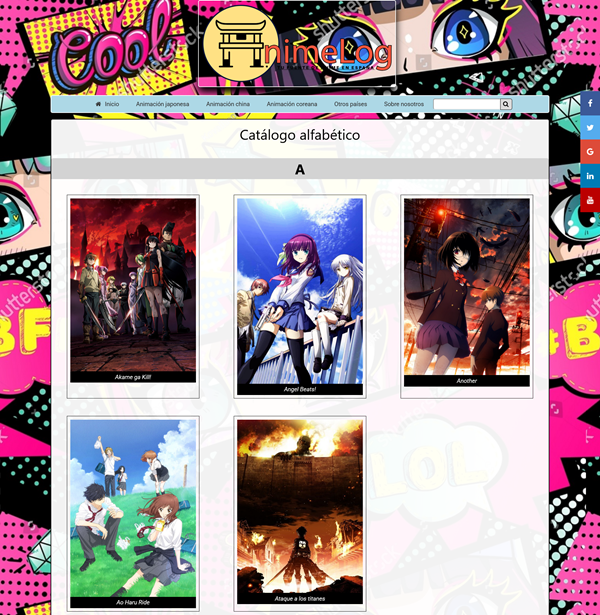 Cool
shutterstock
AnimeLog
Inicio
Animación japonesa
Animación china
Animación coreana
Otros países
Sobre nosotros
Catálogo alfabético
A
Akame ga Kill!
Angel Beats!
Another
Ao Haru Ride
Ataque a los titanes
BF
#B
LOL